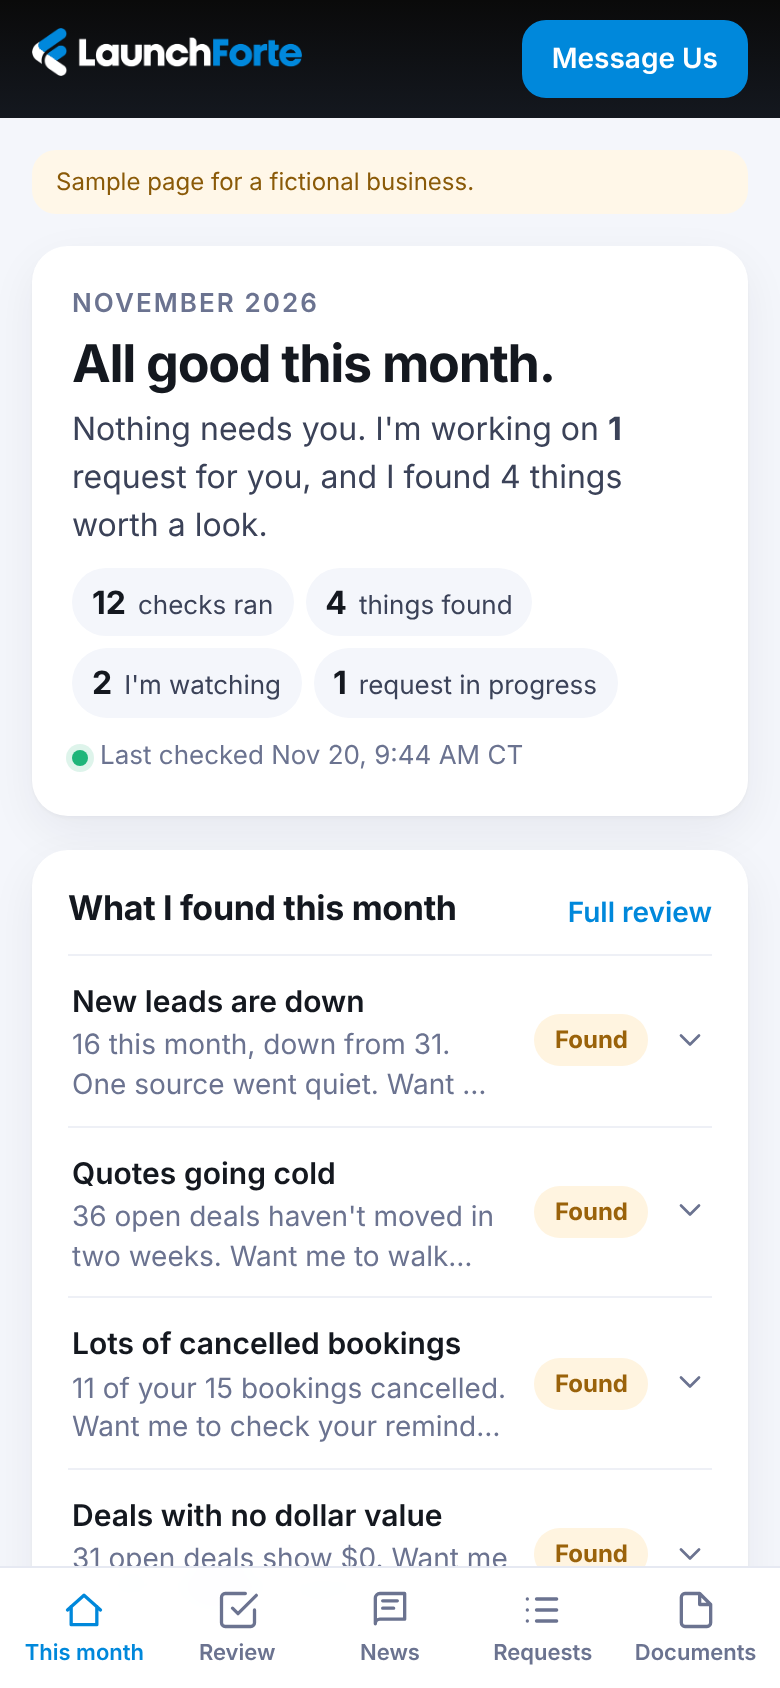 LaunchForte
Message Us
Sample page for a fictional business.
NOVEMBER 2026
All good this month.
Nothing needs you. I'm working on 1
request for you, and I found 4 things
worth a look.
12 checks ran
4 things found
2 I'm watching
1 request in progress
Last checked Nov 20, 9:44 AM CT
What I found this month
Full review
New leads are down
16 this month, down from 31.
One source went quiet. Want ...
Found
Quotes going cold
36 open deals haven't moved in
two weeks. Want me to walk...
Found
Lots of cancelled bookings
11 of your 15 bookings cancelled.
Want me to check your remind...
Found
Deals with no dollar value
31 open deals show $0. Want me
Found
This month
Review
News
Requests
Documents